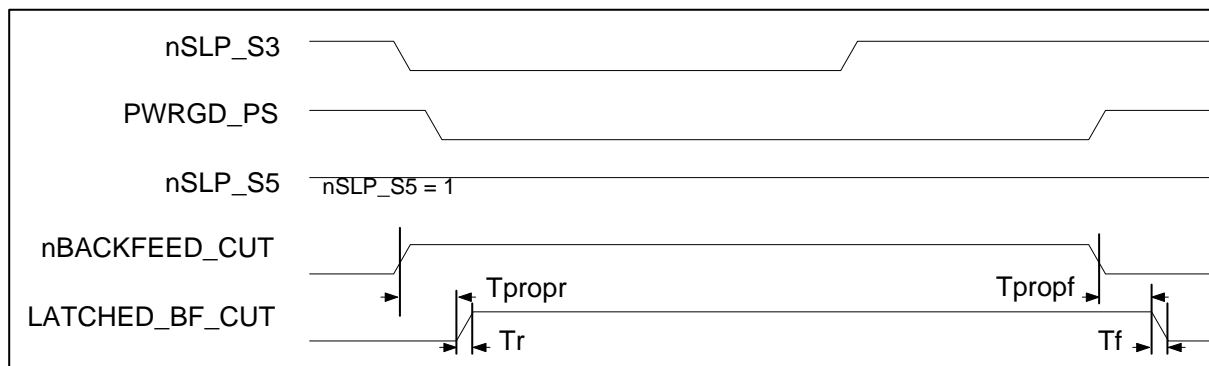 nSLP_S3
PWRGD_PS
nSLP_S5 nSLP_S5 = 1
nBACKFEED_CUT
Tpropr Tpropf
LATCHED_BF_CUT
Tr Tf